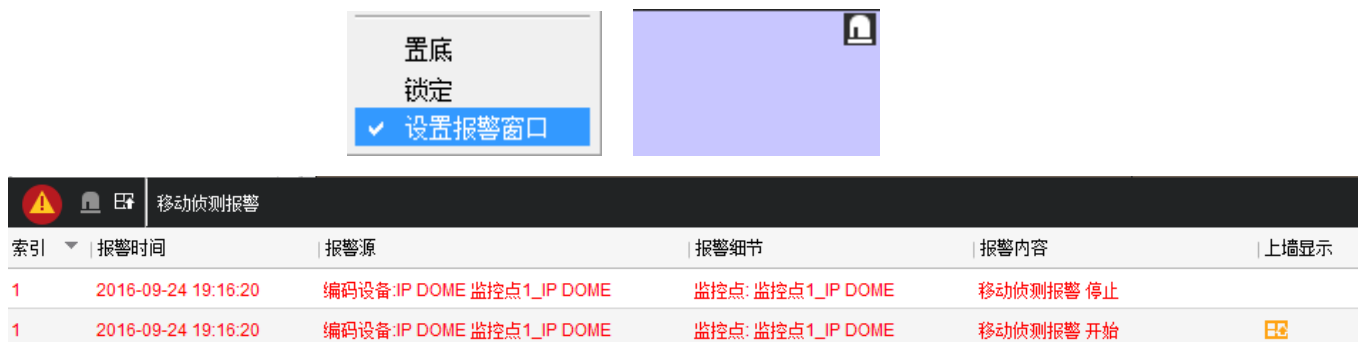 置底
锁定
设置报警窗口
移动侦测报警
索引 报警时间 报警源 报警细节 报警内容 上墙显示
1 2016-09-24 19:16:20 编码设备:IP DOME 监控点1_IP DOME 监控点: 监控点1_IP DOME 移动侦测报警 停止
1 2016-09-24 19:16:20 编码设备:IP DOME 监控点1_IP DOME 监控点: 监控点1_IP DOME 移动侦测报警 开始